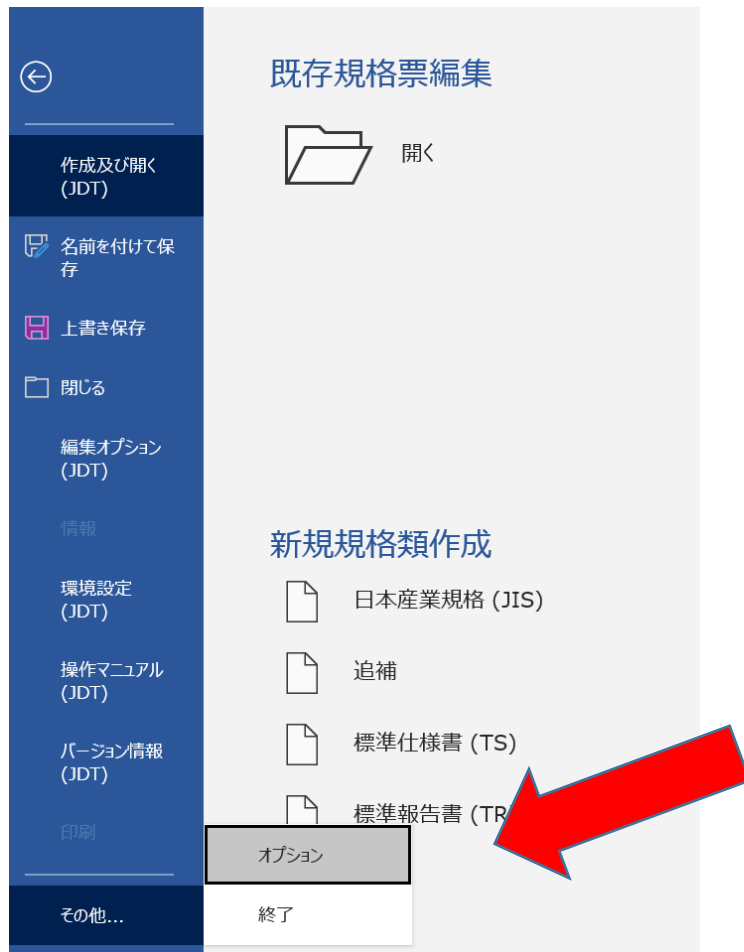 作成及び開く
(JDT)
名前を付けて保
存
上書き保存
閉じる
編集オプション
(JDT)
情報
環境設定
(JDT)
操作マニュアル
(JDT)
バージョン情報
(JDT)
印刷
その他...
既存規格票編集
開く
新規規格類作成
日本産業規格 (JIS)
追補
標準仕様書 (TS)
標準報告書 (TR
オプション
終了